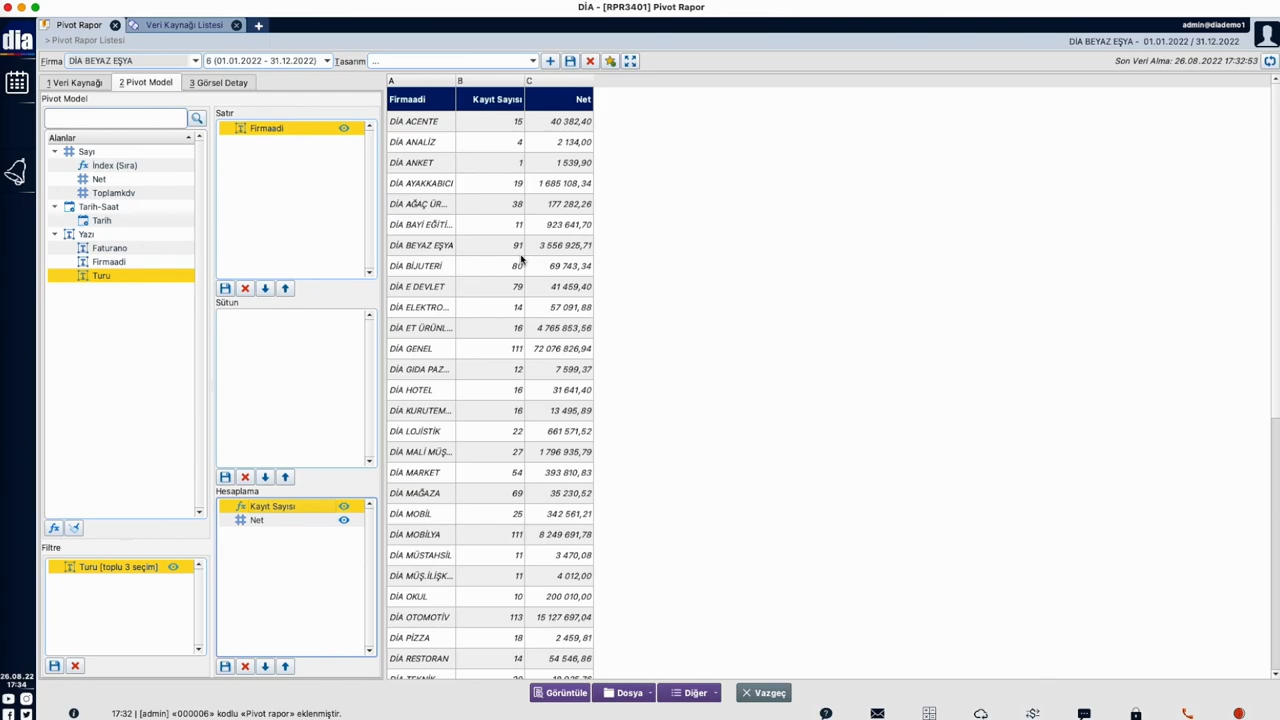 DİA - [RPR3401] Pivot Rapor
Pivot Rapor
Veri Kaynağı Listesi
admin@diademo1
dia
> Pivot Rapor Listesi
DİA BEYAZ EŞYA - 01.01.2022 / 31.12.2022
Firma DİA BEYAZ EŞYA
6 (01.01.2022 - 31.12.2022)
Tasarım ...
Son Veri Alma: 26.08.2022 17:32:53
1 Veri Kaynağı
2 Pivot Model
3 Görsel Detay
Pivot Model
Alanlar
Sayı
fx İndex (Sıra)
Net
Toplamkdv
Tarih-Saat
Tarih
Yazı
Faturano
Firmaadi
Turu
Filtre
Turu [toplu 3 seçim]
Satır
Firmaadi
Sütun
Hesaplama
fx Kayıt Sayısı
Net
A B C
Firmaadi Kayıt Sayısı Net
DİA ACENTE 15 40 382,40
DİA ANALİZ 4 2 134,00
DİA ANKET 1 1 539,90
DİA AYAKKABICI 19 1 685 108,34
DİA AĞAÇ ÜR... 38 177 282,26
DİA BAYİ EĞİTİ... 11 923 641,70
DİA BEYAZ EŞYA 91 3 556 925,71
DİA BİJUTERİ 80 69 743,34
DİA E DEVLET 79 41 459,40
DİA ELEKTRO... 14 57 091,88
DİA ET ÜRÜNL... 16 4 765 853,56
DİA GENEL 111 72 076 826,94
DİA GIDA PAZ... 12 7 599,37
DİA HOTEL 16 31 641,40
DİA KURUTEM... 16 13 495,89
DİA LOJİSTİK 22 661 571,52
DİA MALİ MÜŞ... 27 1 796 935,79
DİA MARKET 54 393 810,83
DİA MAĞAZA 69 35 230,52
DİA MOBİL 25 342 561,21
DİA MOBİLYA 111 8 249 691,78
DİA MÜSTAHSİL 11 3 470,08
DİA MÜŞ.İLİŞK... 11 4 012,00
DİA OKUL 10 200 010,00
DİA OTOMOTİV 113 15 127 697,04
DİA PİZZA 18 2 459,81
DİA RESTORAN 14 54 546,86
Görüntüle
Dosya
Diğer
Vazgeç
26.08.22
17:34
17:32 | [admin] «000006» kodlu «Pivot rapor» eklenmiştir.